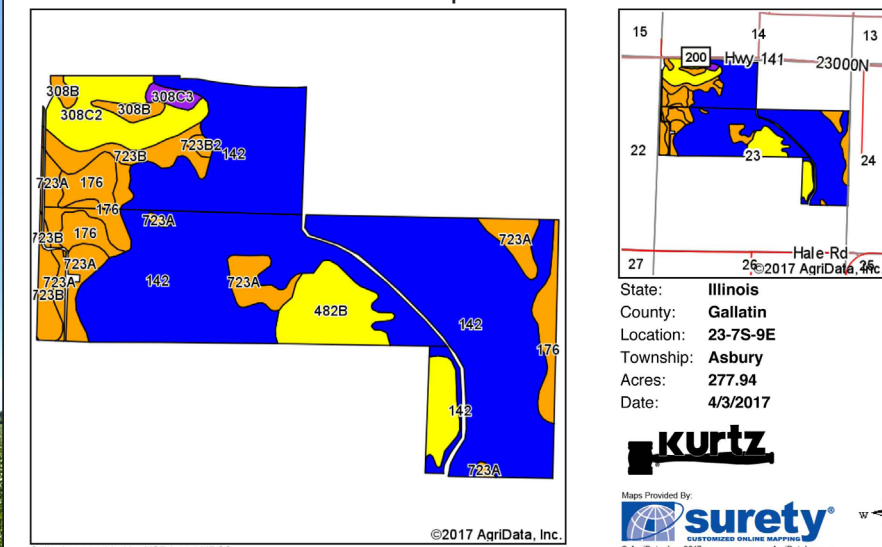 308B
308C2
308B
308C3
723B
723B2
142
723A
176
176
723A
723B
176
723A
723A
723B
142
723A
482B
142
723A
176
142
723A
©2017 AgriData, Inc.
15
14
13
200
Hwy 141
23000N
22
23
24
Hale-Rd
27
26
25
©2017 AgriData, Inc.
State: Illinois
County: Gallatin
Location: 23-7S-9E
Township: Asbury
Acres: 277.94
Date: 4/3/2017
kurtz
Maps Provided By:
surety®
CUSTOMIZED ONLINE MAPPING
W